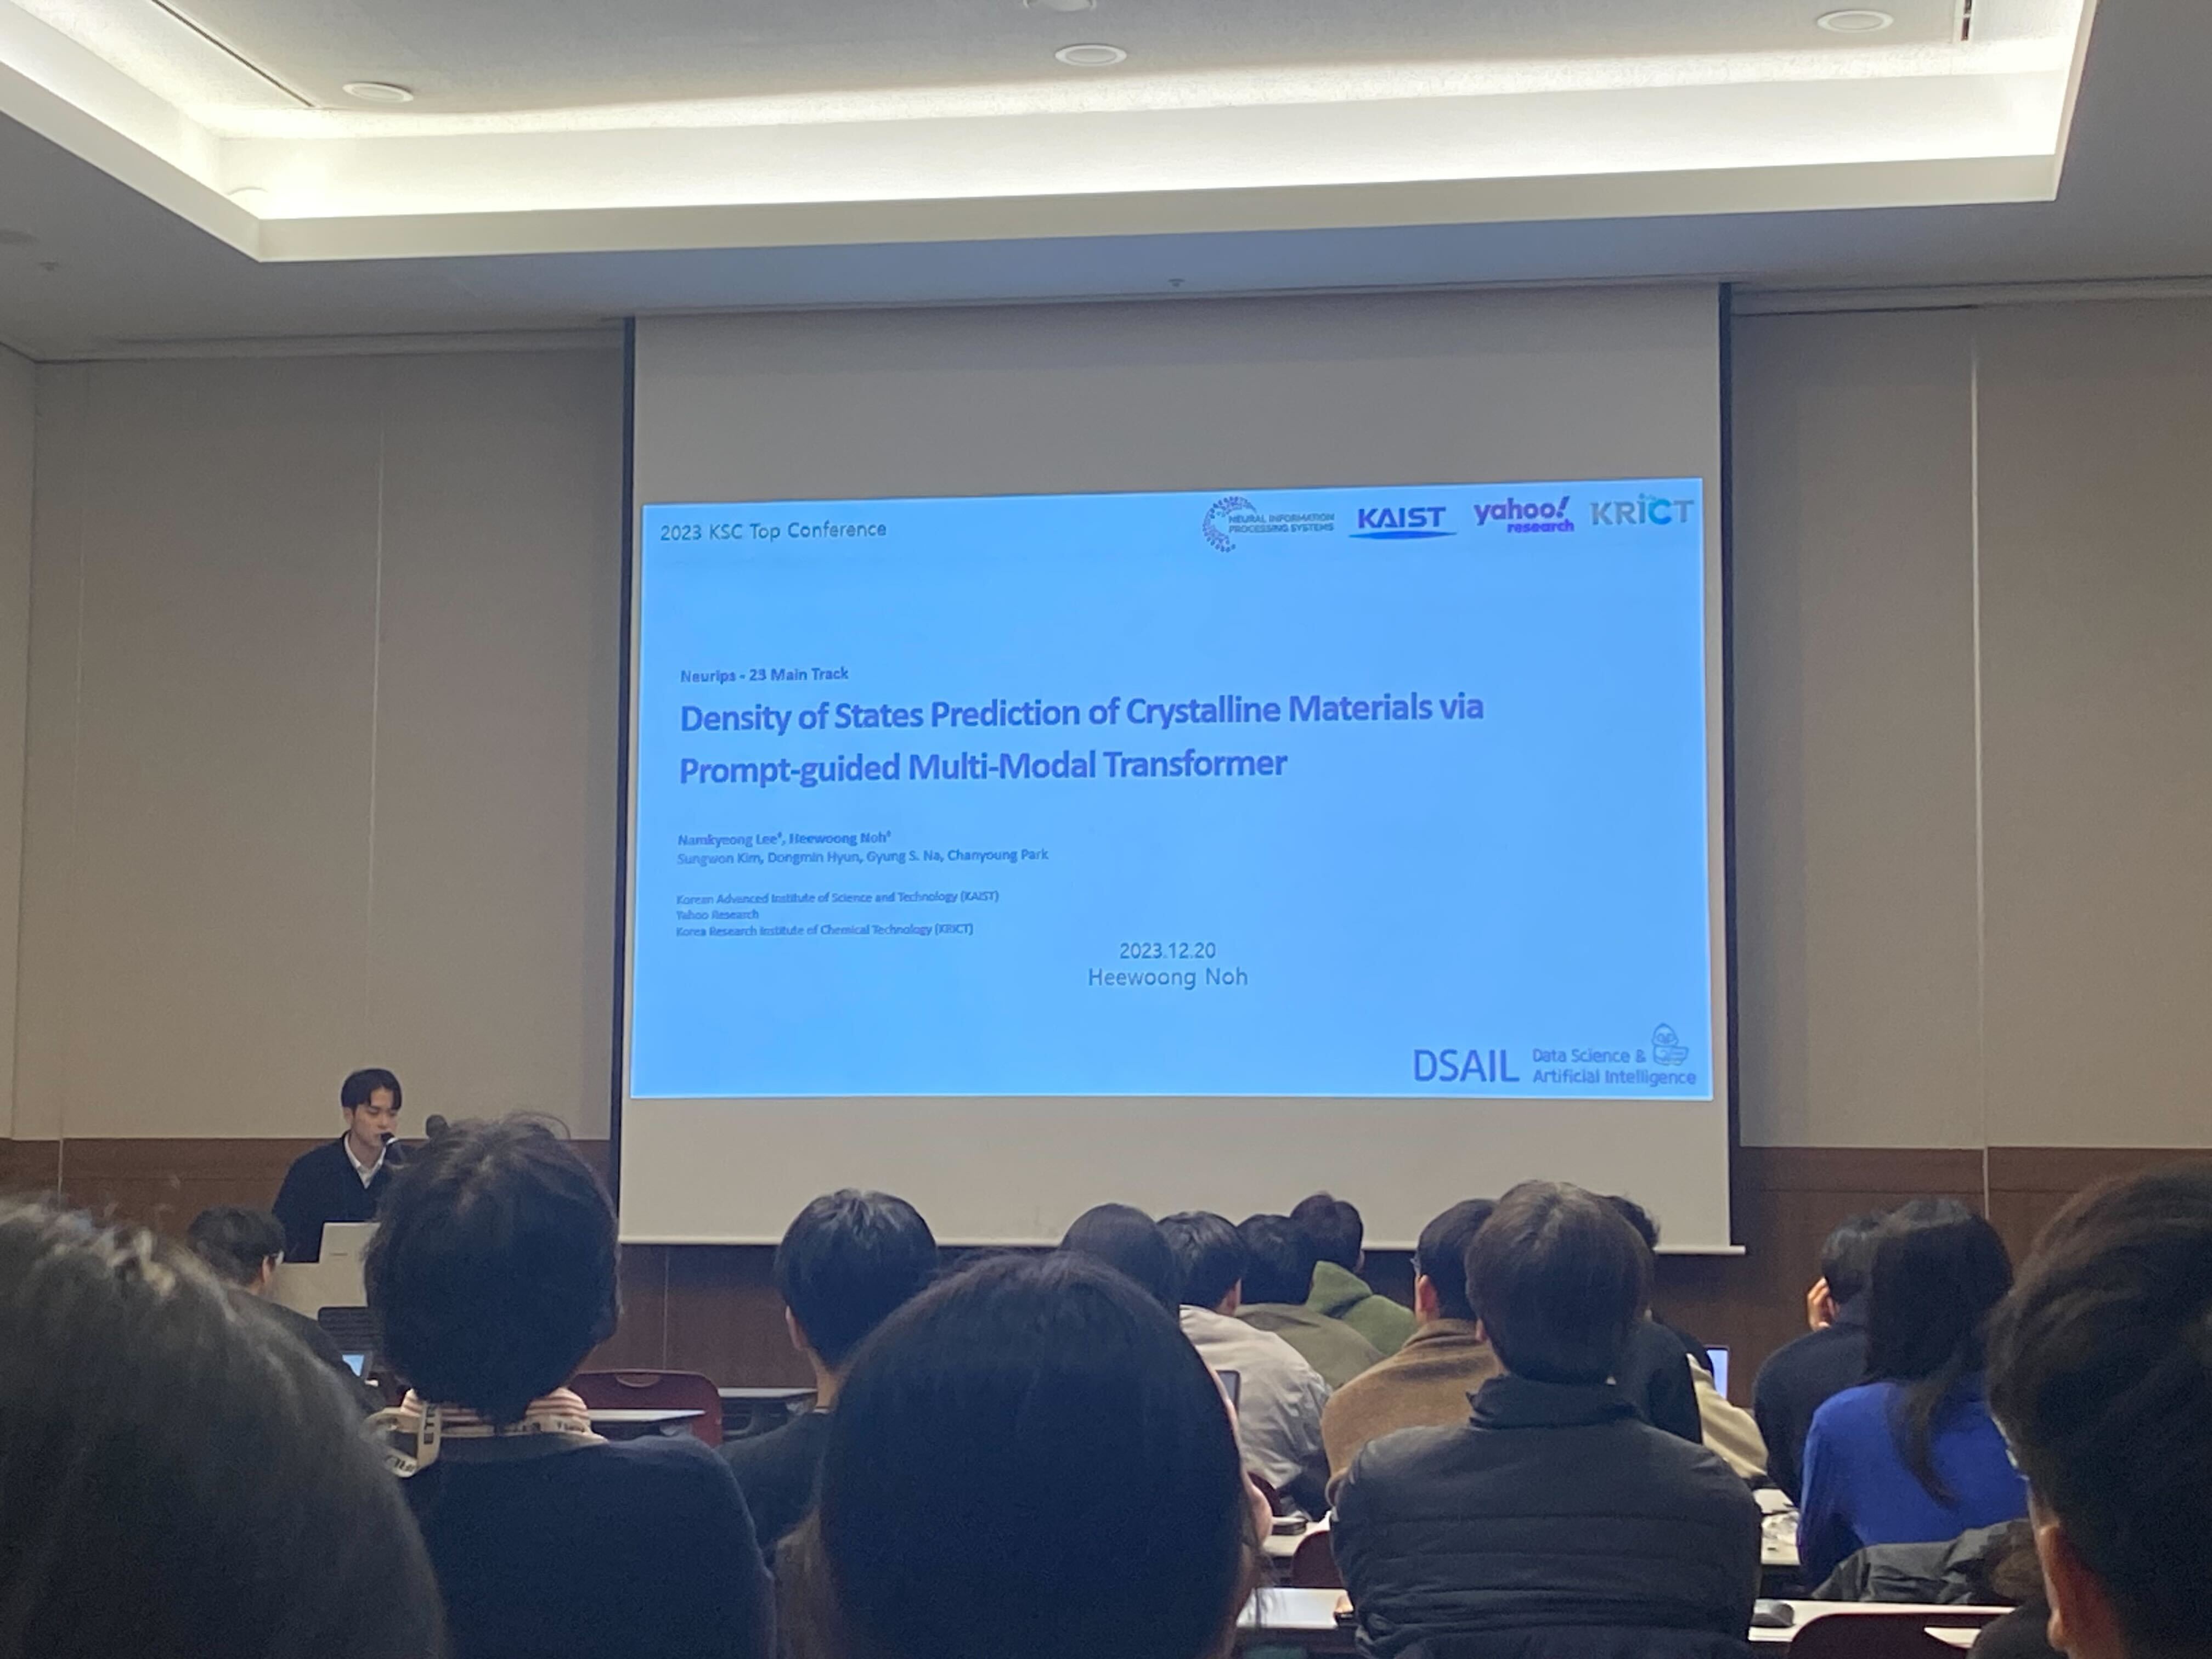 2023 KSC Top Conference
NEURAL INFORMATION
PROCESSING SYSTEMS
KAIST
yahoo!
research
KRICT
Neurips - 23 Main Track
Density of States Prediction of Crystalline Materials via
Prompt-guided Multi-Modal Transformer
Namkyeong Lee*, Heewoong Noh*
Sungwon Kim, Dongmin Hyun, Gyung S. Na, Chanyoung Park
Korean Advanced Institute of Science and Technology (KAIST)
Yahoo Research
Korea Research Institute of Chemical Technology (KRICT)
2023.12.20
Heewoong Noh
DSAIL
Data Science &
Artificial Intelligence